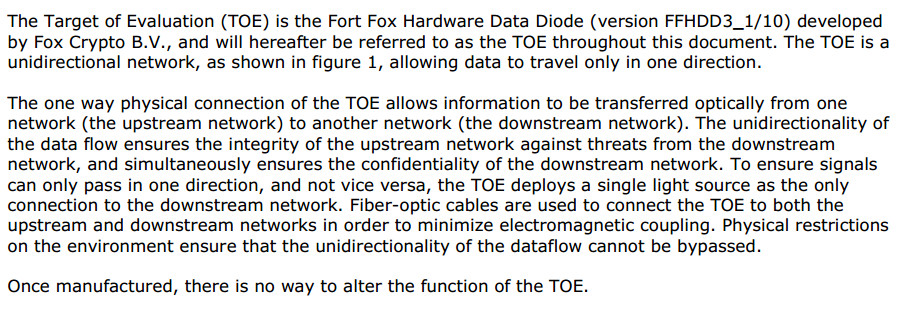 The Target of Evaluation (TOE) is the Fort Fox Hardware Data Diode (version FFHDD3_1/10) developed
by Fox Crypto B.V., and will hereafter be referred to as the TOE throughout this document. The TOE is a
unidirectional network, as shown in figure 1, allowing data to travel only in one direction.
The one way physical connection of the TOE allows information to be transferred optically from one
network (the upstream network) to another network (the downstream network). The unidirectionality of
the data flow ensures the integrity of the upstream network against threats from the downstream
network, and simultaneously ensures the confidentiality of the downstream network. To ensure signals
can only pass in one direction, and not vice versa, the TOE deploys a single light source as the only
connection to the downstream network. Fiber-optic cables are used to connect the TOE to both the
upstream and downstream networks in order to minimize electromagnetic coupling. Physical restrictions
on the environment ensure that the unidirectionality of the dataflow cannot be bypassed.
Once manufactured, there is no way to alter the function of the TOE.